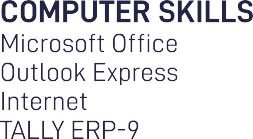 COMPUTER SKILLS
Microsoft Office
Outlook Express
Internet
TALLY ERP-9